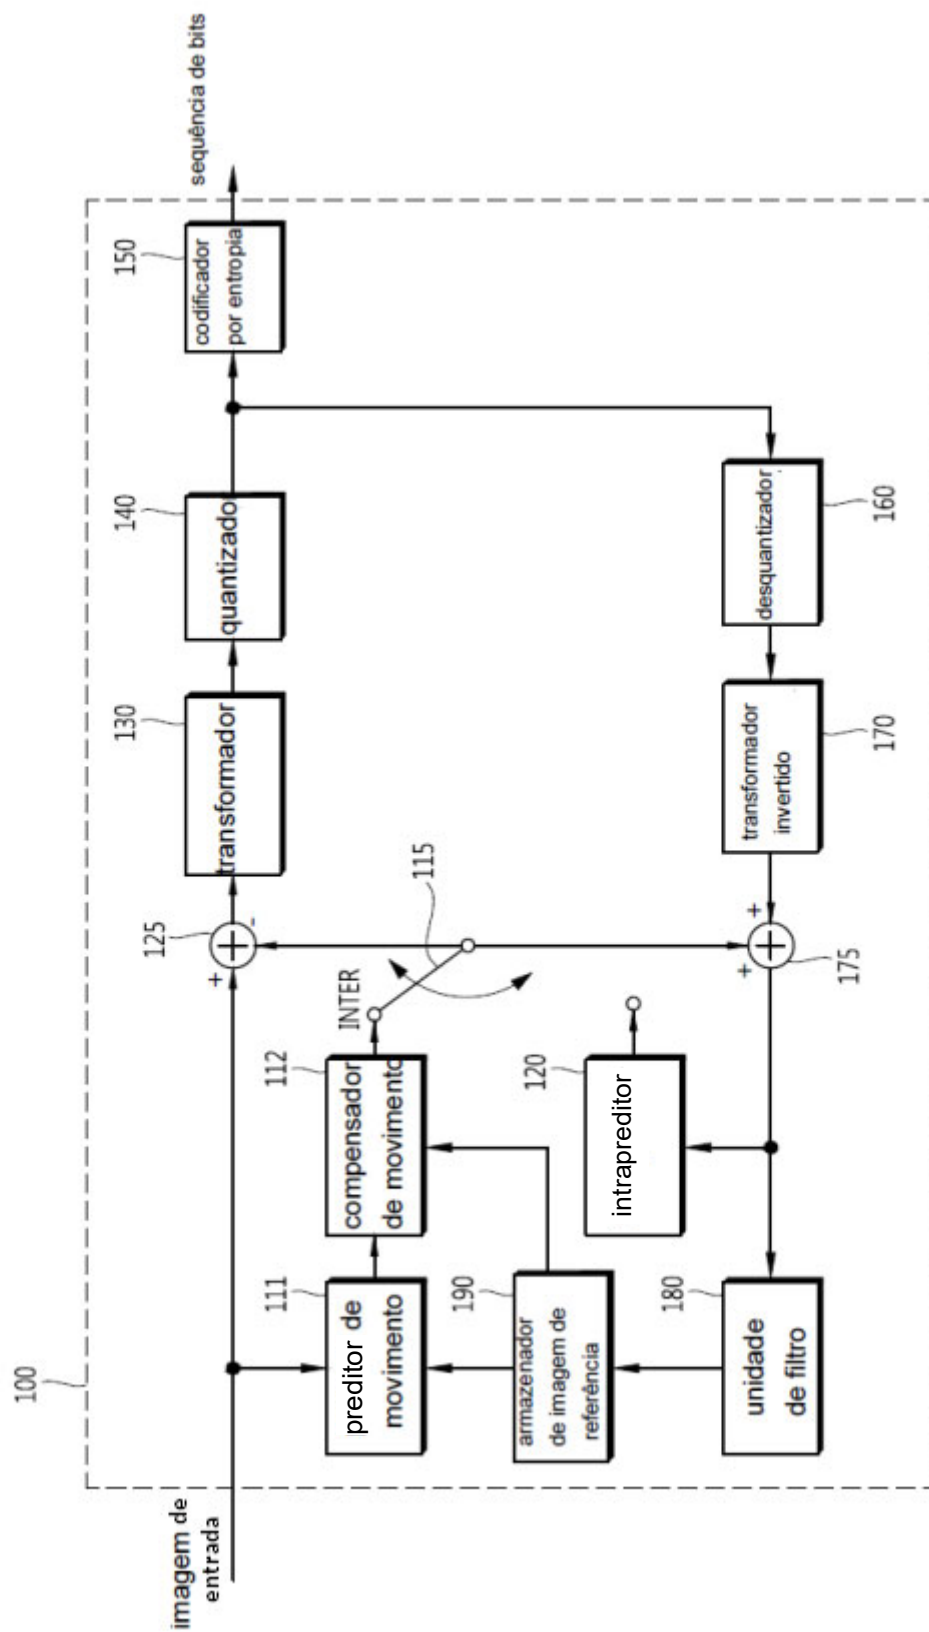 100
imagem de
entrada
+
125
-
130
transformador
140
quantizador
150
codificador
por entropia
sequência de bits
111
preditor de
movimento
112
compensador
de movimento
INTER
115
190
armazenador
de imagem de
referência
120
intrapreditor
180
unidade
de filtro
+
+
175
170
transformador
invertido
160
desquantizador